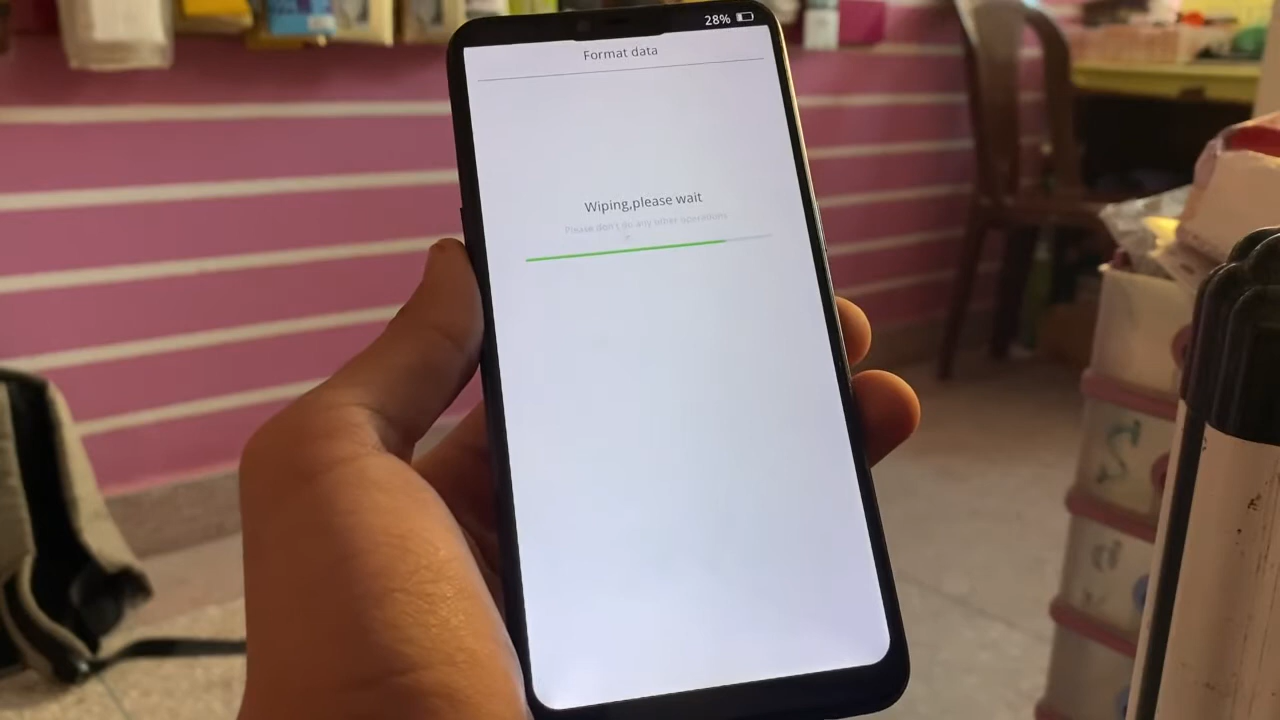 28%
Format data
Wiping,please wait
Please don't do any other operations